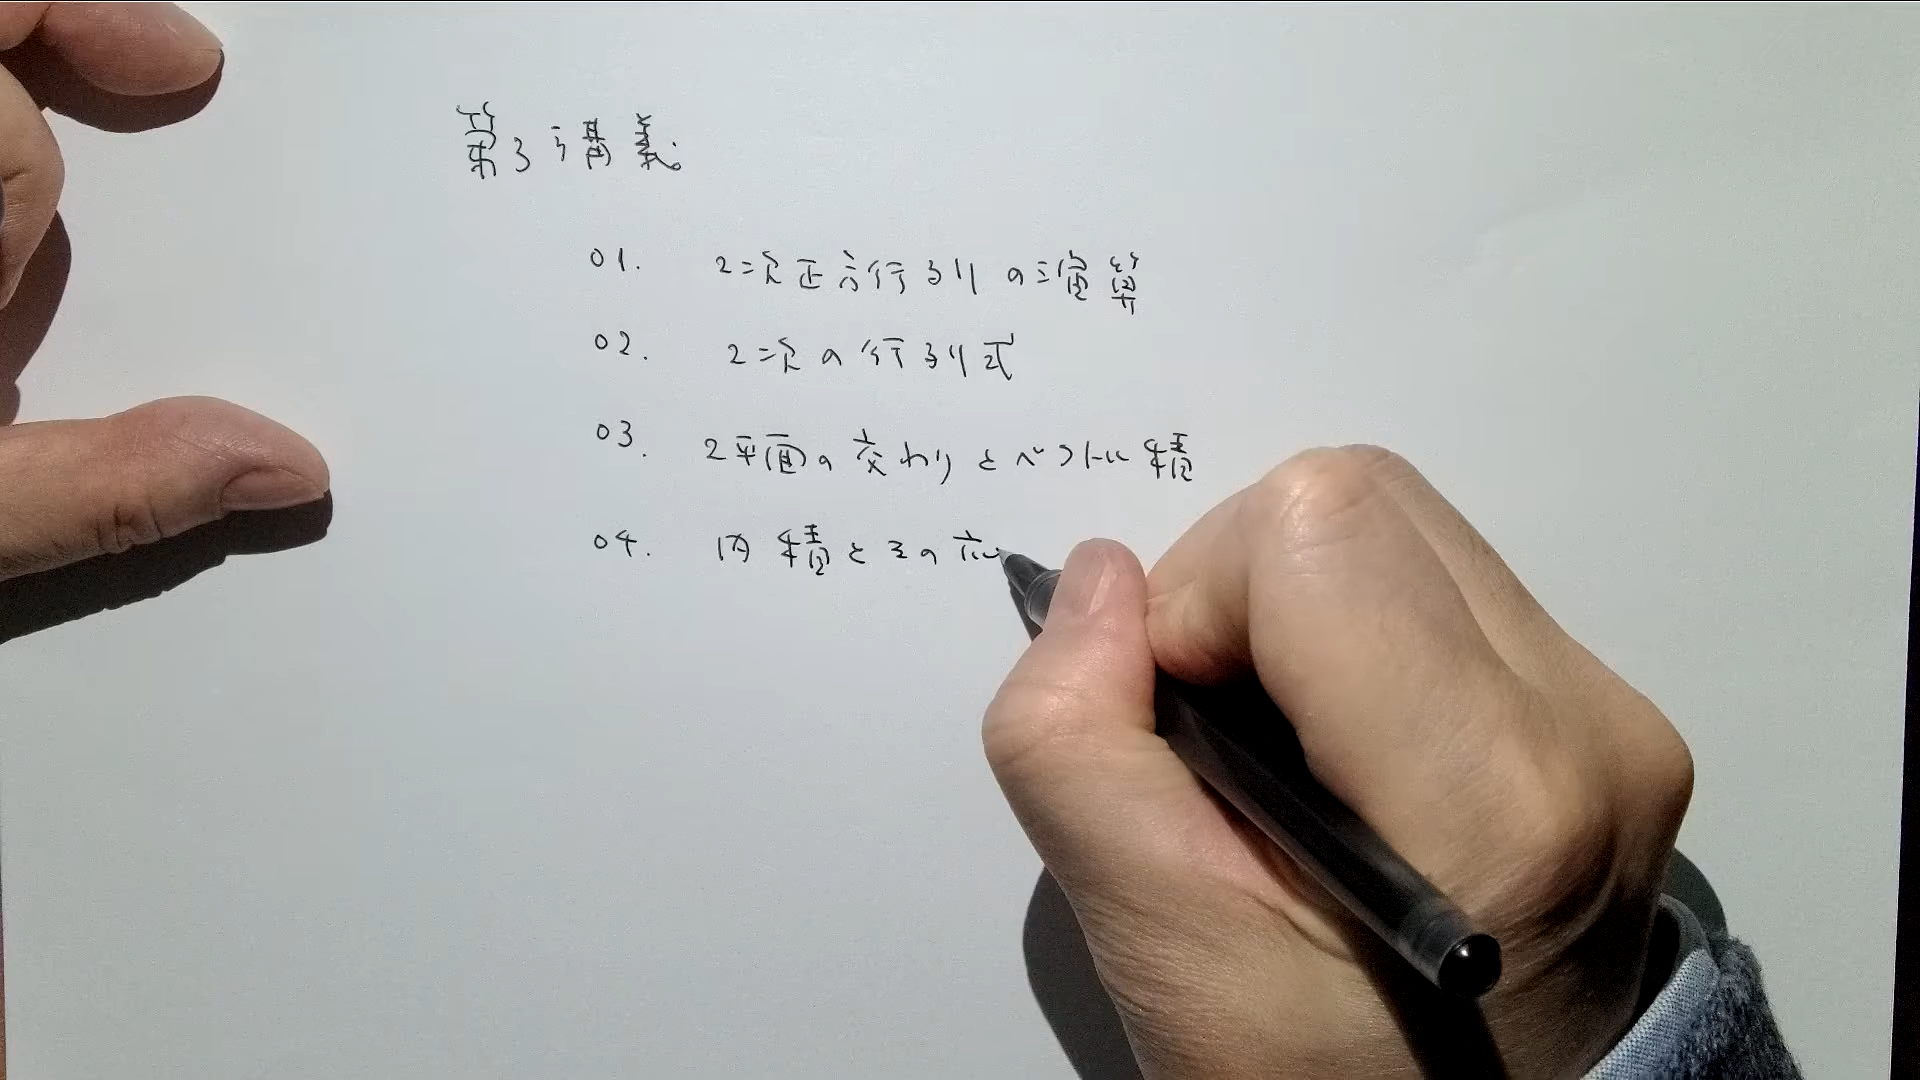 第3講義
01. 2次正方行列の演算
02. 2次の行列式
03. 2平面の交わりとベクトル積
04. 内積とその応